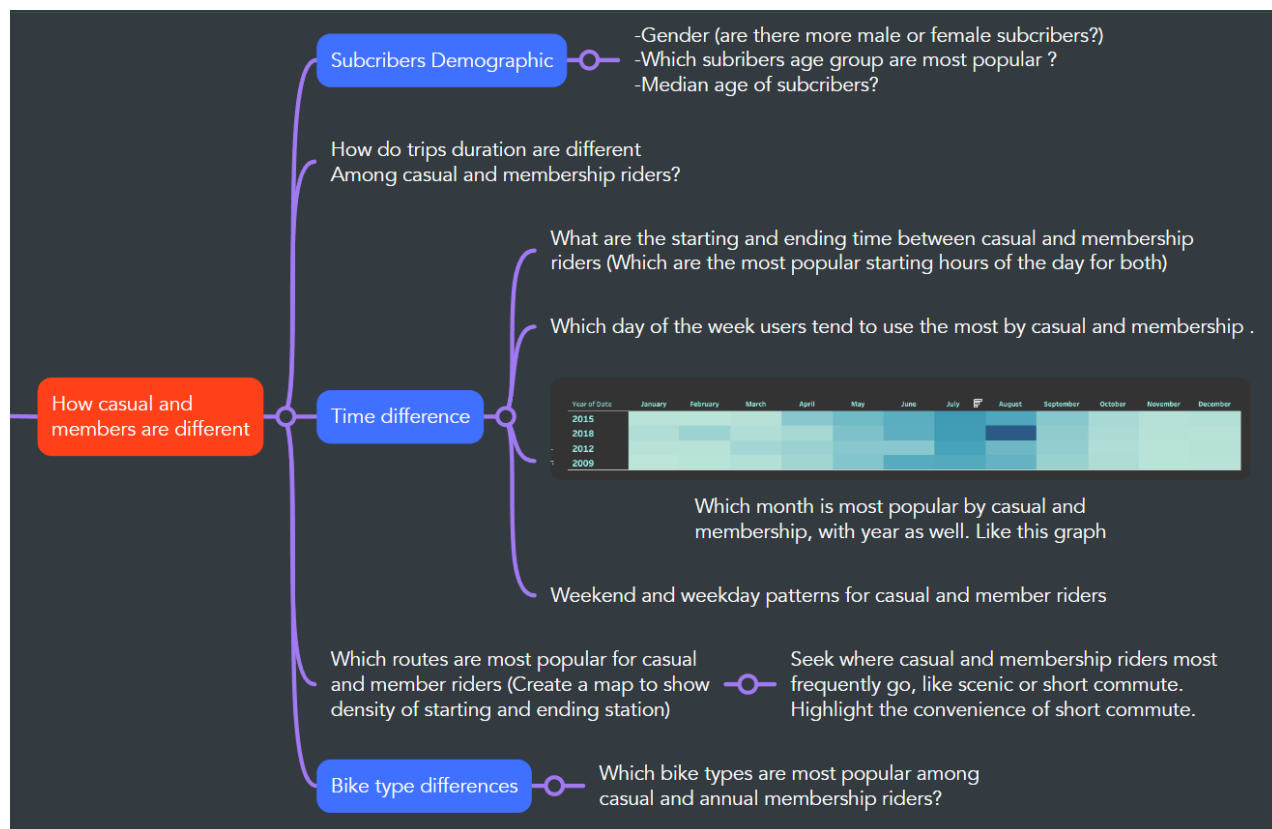 Subcribers Demographic
-Gender (are there more male or female subcribers?)
-Which subribers age group are most popular ?
-Median age of subcribers?
How do trips duration are different
Among casual and membership riders?
What are the starting and ending time between casual and membership
riders (Which are the most popular starting hours of the day for both)
Which day of the week users tend to use the most by casual and membership .
How casual and
members are different
Time difference
Year of Date January February March April May June July August September October November December
2015
2018
2012
2009
Which month is most popular by casual and
membership, with year as well. Like this graph
Weekend and weekday patterns for casual and member riders
Which routes are most popular for casual
and member riders (Create a map to show
density of starting and ending station)
Seek where casual and membership riders most
frequently go, like scenic or short commute.
Highlight the convenience of short commute.
Bike type differences
Which bike types are most popular among
casual and annual membership riders?